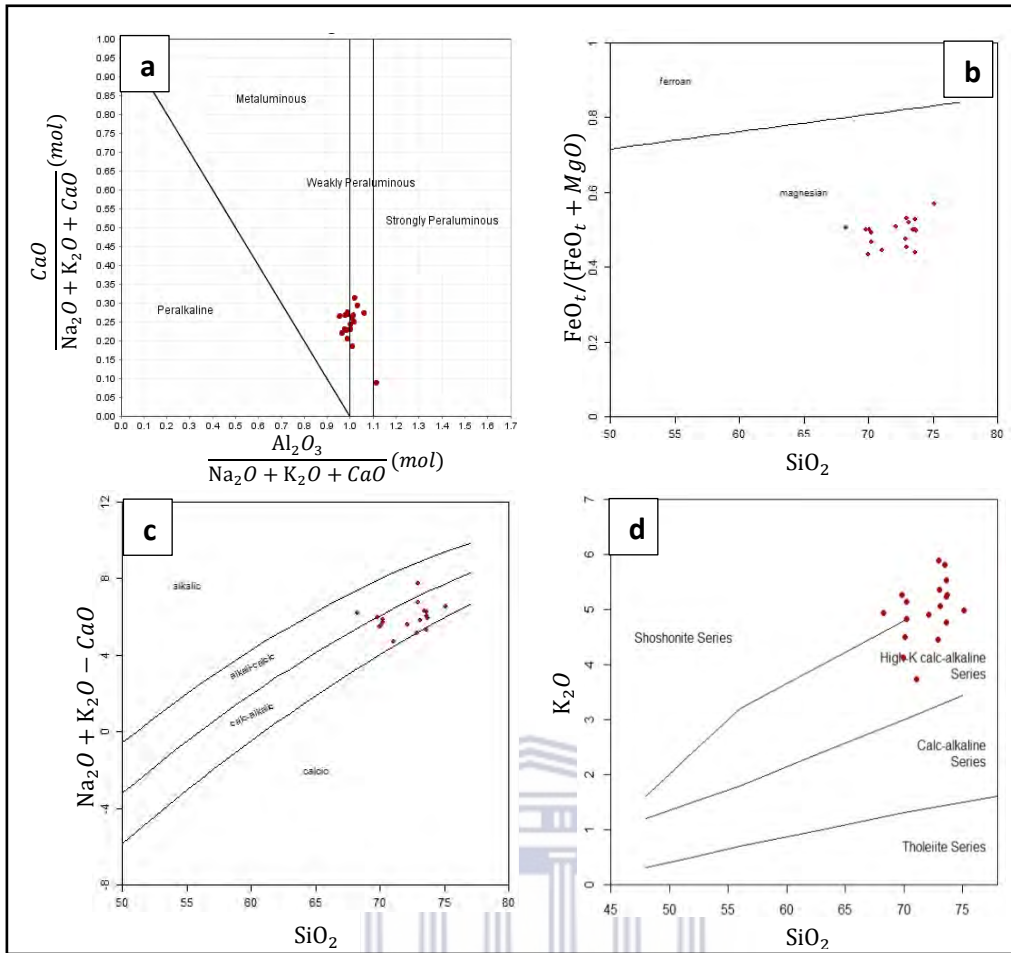 a
Metaluminous
Weakly Peraluminous
Strongly Peraluminous
Peralkaline
1.00
0.95
0.90
0.85
0.80
0.75
0.70
0.65
0.60
0.55
0.50
0.45
0.40
0.35
0.30
0.25
0.20
0.15
0.10
0.05
0.00
0.0 0.1 0.2 0.3 0.4 0.5 0.6 0.7 0.8 0.9 1.0 1.1 1.2 1.3 1.4 1.5 1.6 1.7
CaO
Na₂O + K₂O + CaO (mol)
Al₂O₃
Na₂O + K₂O + CaO (mol)
b
ferroan
magnesian
1
0.8
0.6
0.4
0.2
0
50 55 60 65 70 75 80
FeOₜ/(FeOₜ + MgO)
SiO₂
c
alkalic
alkali-calcic
calc-alkalic
calcic
12
8
4
0
-4
-8
50 55 60 65 70 75 80
Na₂O + K₂O − CaO
SiO₂
d
Shoshonite Series
High-K calc-alkaline
Series
Calc-alkaline
Series
Tholeiite Series
7
6
5
4
3
2
1
0
45 50 55 60 65 70 75
K₂O
SiO₂